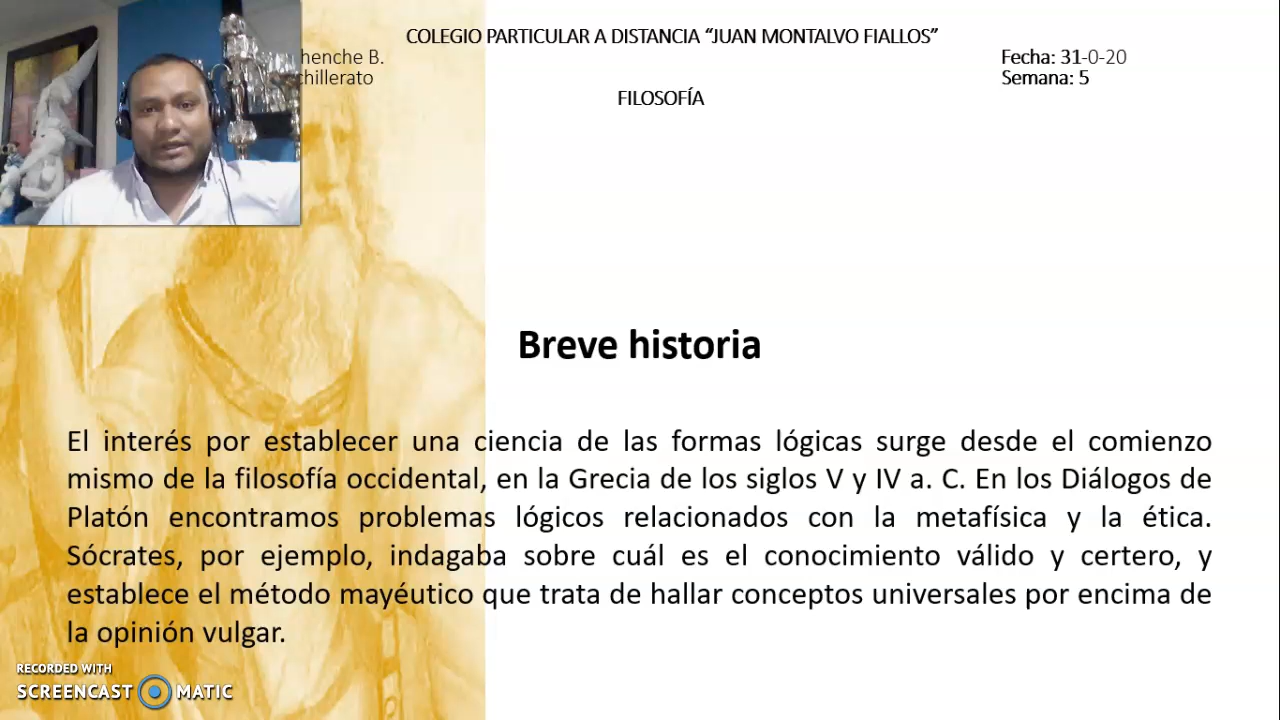 COLEGIO PARTICULAR A DISTANCIA “JUAN MONTALVO FIALLOS”
henche B.
chillerato
Fecha: 31-0-20
Semana: 5
FILOSOFÍA
Breve historia
El interés por establecer una ciencia de las formas lógicas surge desde el comienzo
mismo de la filosofía occidental, en la Grecia de los siglos V y IV a. C. En los Diálogos de
Platón encontramos problemas lógicos relacionados con la metafísica y la ética.
Sócrates, por ejemplo, indagaba sobre cuál es el conocimiento válido y certero, y
establece el método mayéutico que trata de hallar conceptos universales por encima de
la opinión vulgar.
RECORDED WITH
SCREENCAST MATIC